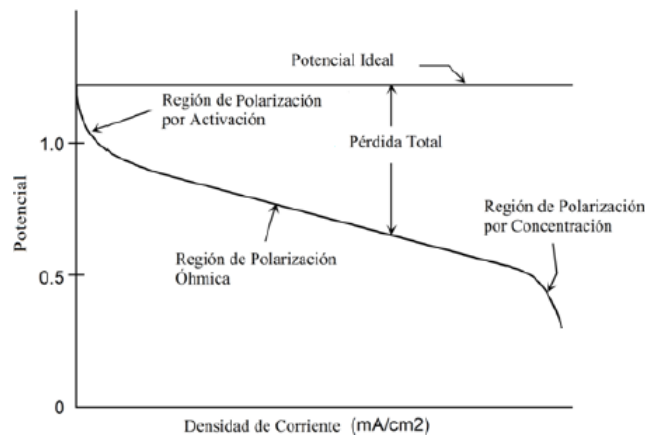 Potencial Ideal
Región de Polarización
por Activación
1.0
Pérdida Total
Potencial
Región de Polarización
por Concentración
Región de Polarización
Óhmica
0.5
0
Densidad de Corriente (mA/cm2)